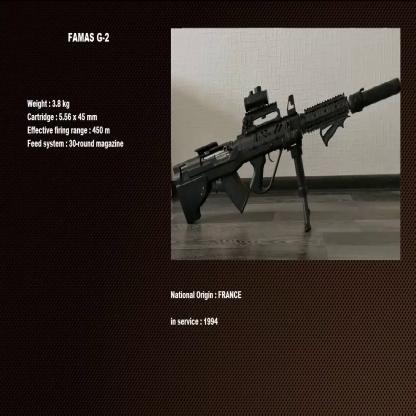 FAMAS G-2
Weight : 3.8 kg
Cartridge : 5.56 x 45 mm
Effective firing range : 450 m
Feed system : 30-round magazine
National Origin : FRANCE
in service : 1994